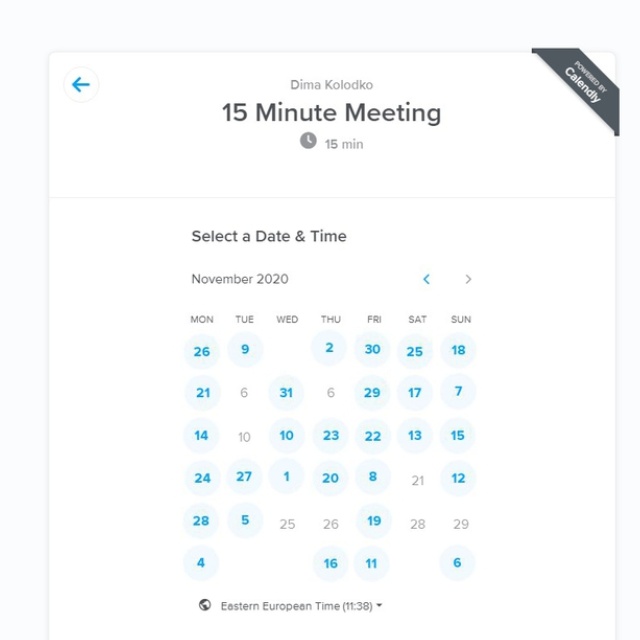 POWERED BY
Calendly
Dima Kolodko
15 Minute Meeting
15 min
Select a Date & Time
November 2020
MON TUE WED THU FRI SAT SUN
26 9 2 30 25 18
21 6 31 6 29 17 7
14 10 10 23 22 13 15
24 27 1 20 8 21 12
28 5 25 26 19 28 29
4 16 11 6
Eastern European Time (11:38)